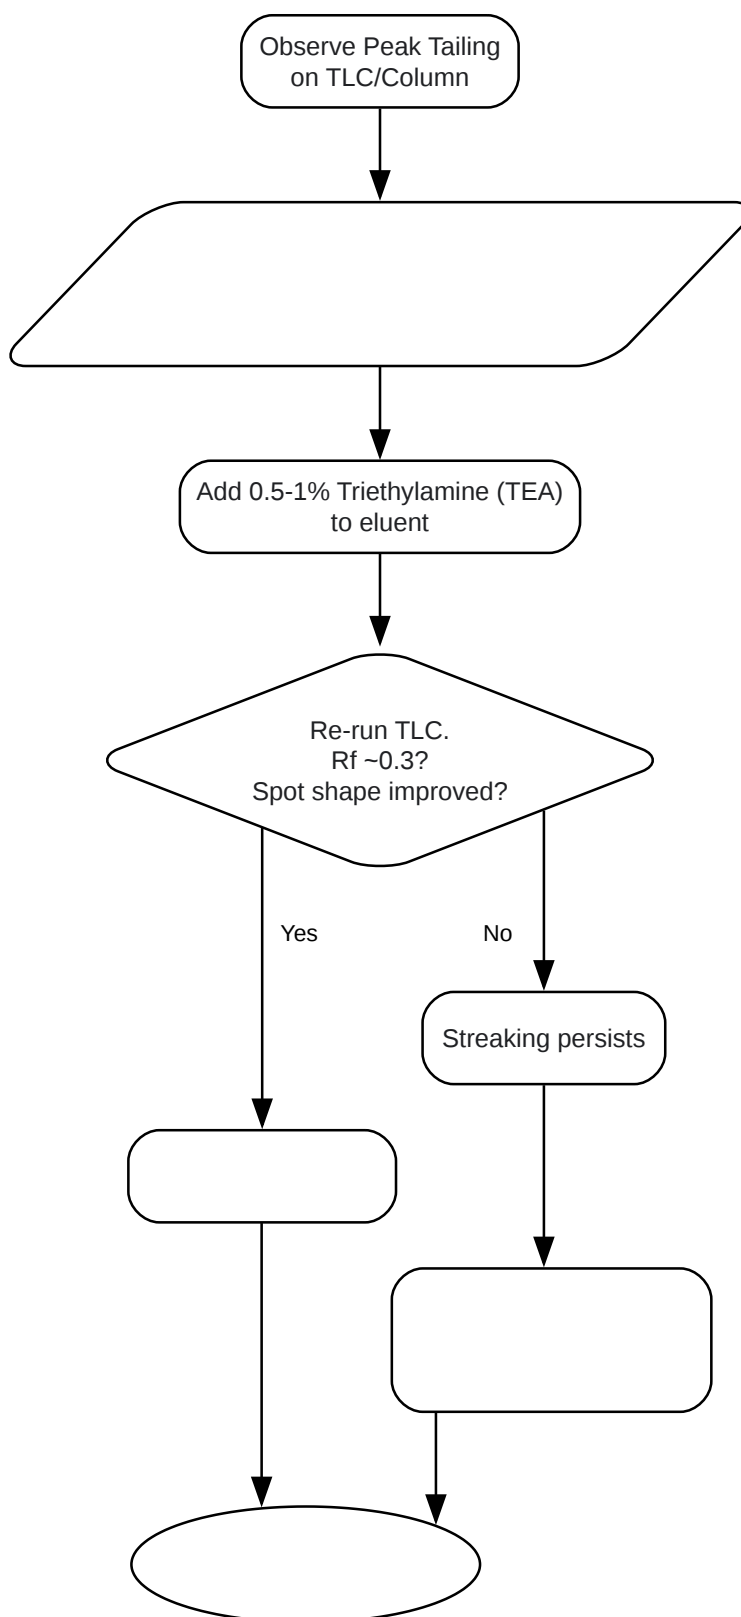 Observe Peak Tailing
on TLC/Column
Add 0.5-1% Triethylamine (TEA)
to eluent
Re-run TLC.
Rf ~0.3?
Spot shape improved?
Yes
No
Streaking persists